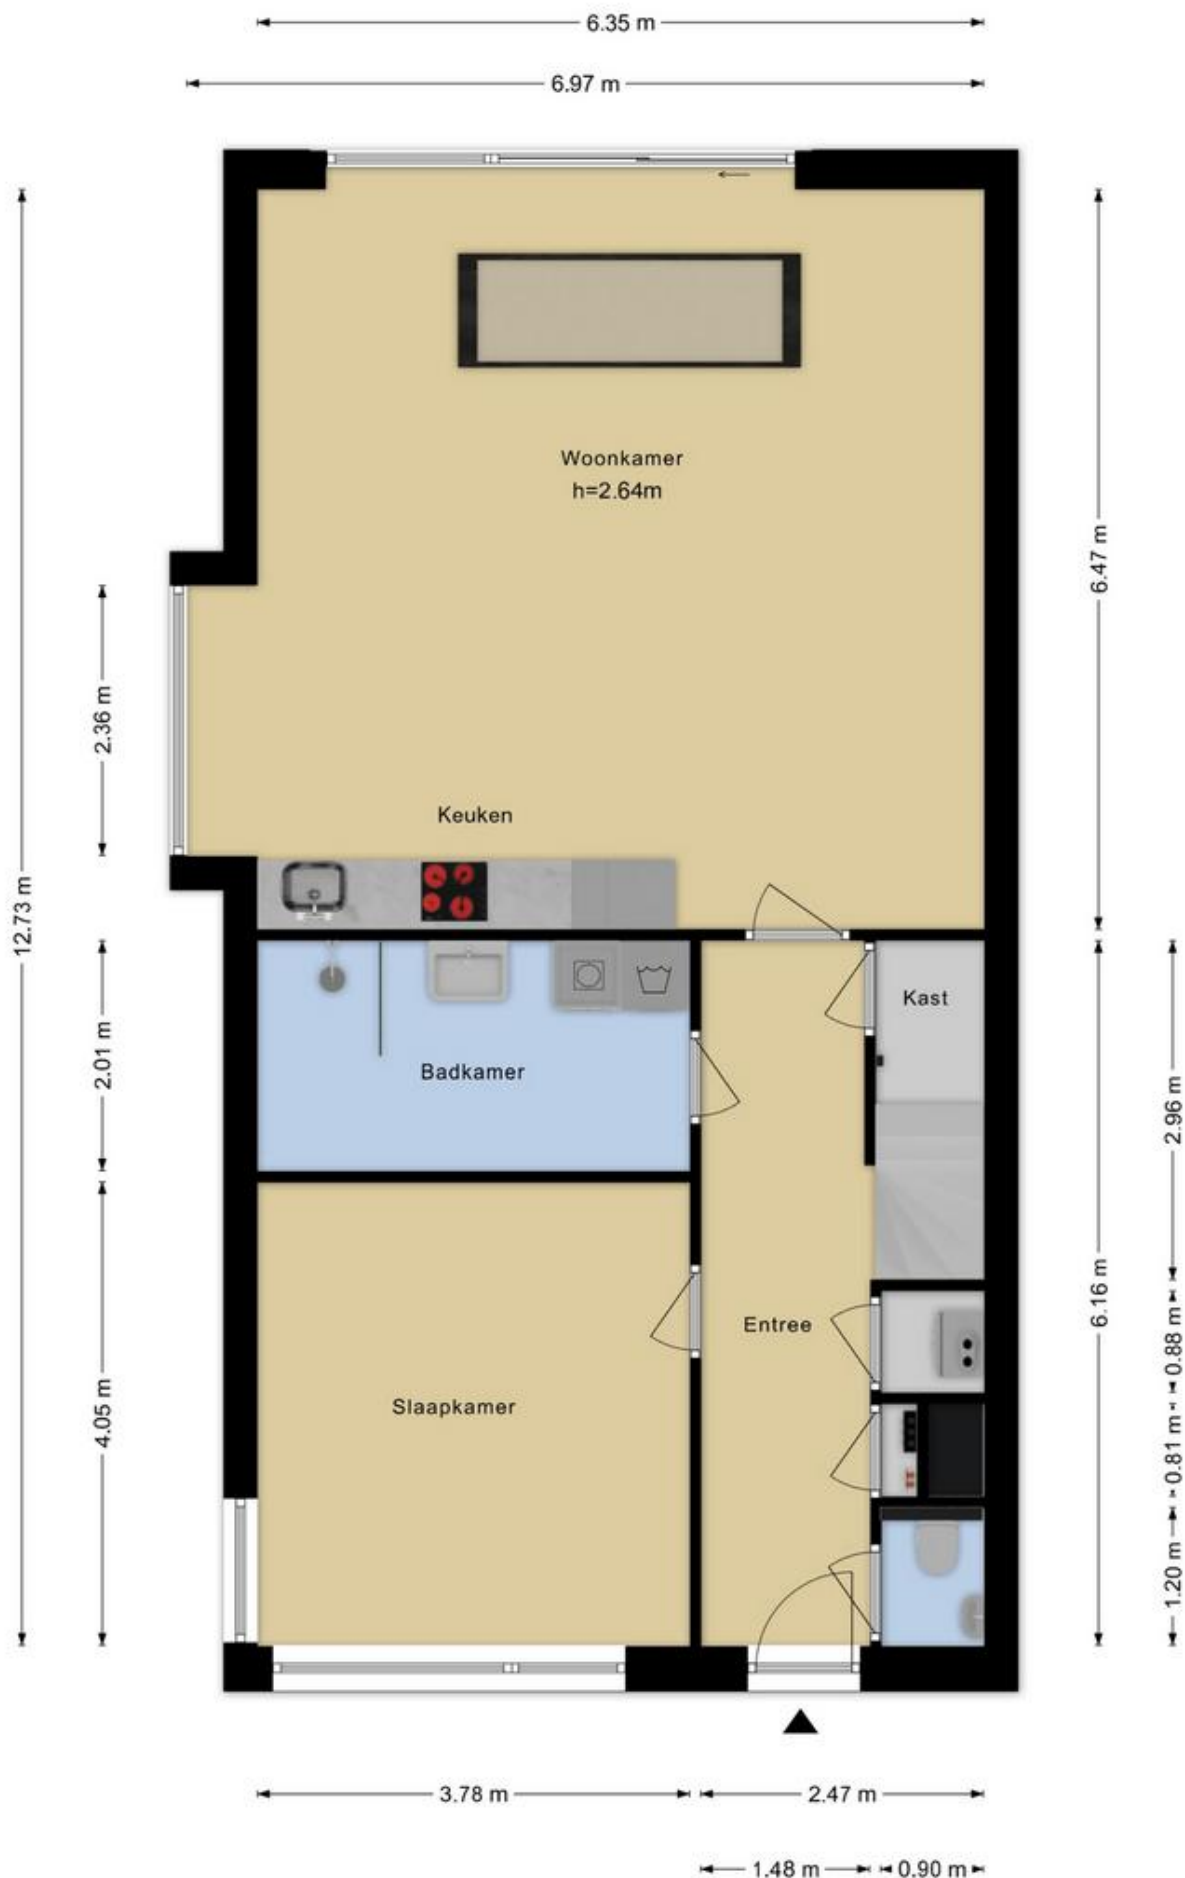 6.35 m
6.97 m
Woonkamer
h=2.64m
6.47 m
2.36 m
Keuken
12.73 m
Kast
2.01 m
Badkamer
2.96 m
6.16 m
Entree
0.88 m
4.05 m
Slaapkamer
0.81 m
1.20 m
3.78 m
2.47 m
1.48 m
0.90 m